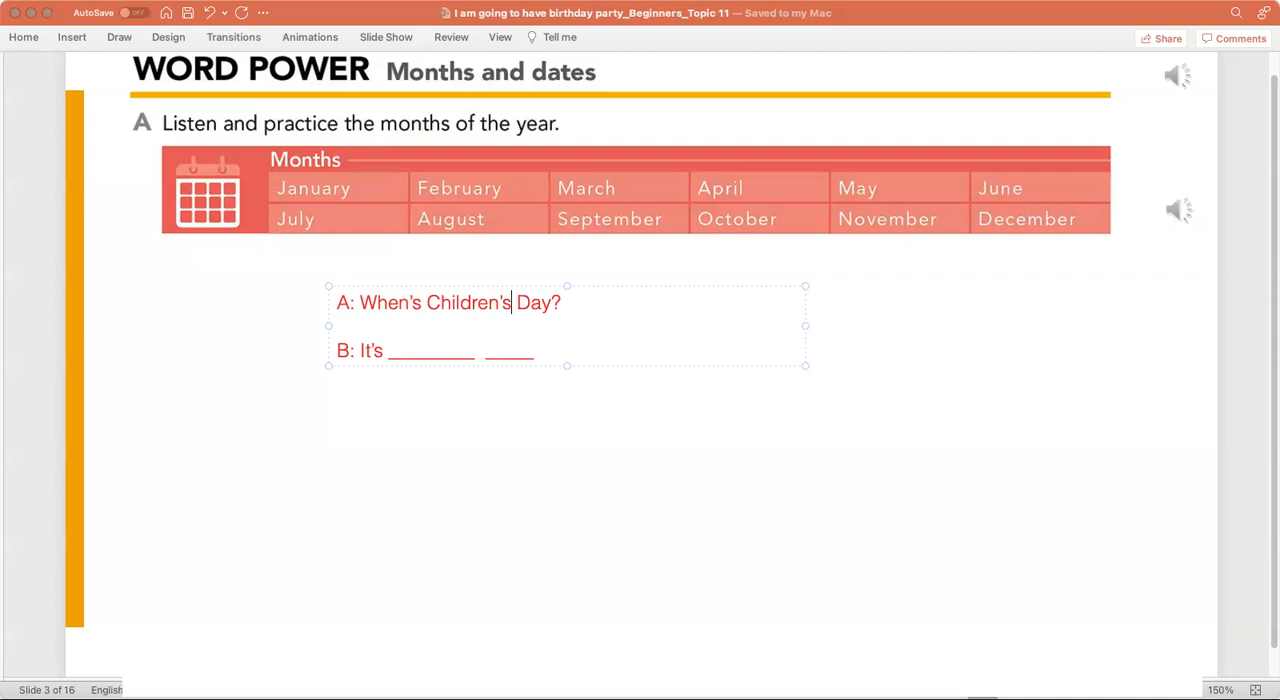 AutoSave OFF I am going to have birthday party_Beginners_Topic 11 — Saved to my Mac
Home Insert Draw Design Transitions Animations Slide Show Review View Tell me Share Comments
WORD POWER Months and dates
A Listen and practice the months of the year.
Months
January February March April May June
July August September October November December
A: When’s Children’s Day?
B: It’s ________ _____
Slide 3 of 16 English 150%